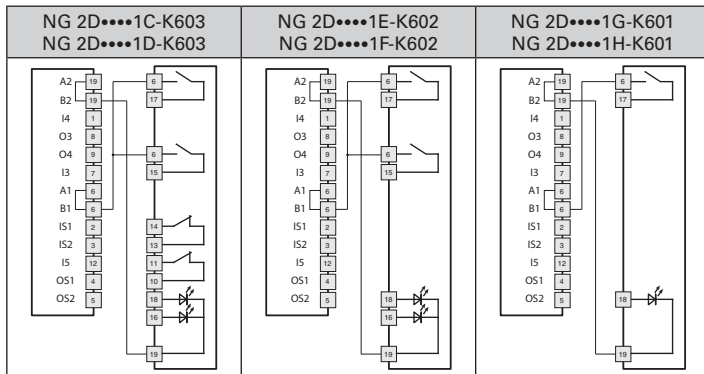 NG 2D••••1C-K603
NG 2D••••1D-K603
NG 2D••••1E-K602
NG 2D••••1F-K602
NG 2D••••1G-K601
NG 2D••••1H-K601
A2 19
B2 19
I4 1
O3 8
O4 9
I3 7
A1 6
B1 6
IS1 2
IS2 3
I5 12
OS1 4
OS2 5
6
17
6
15
14
13
11
10
18
16
19
A2 19
B2 19
I4 1
O3 8
O4 9
I3 7
A1 6
B1 6
IS1 2
IS2 3
I5 12
OS1 4
OS2 5
6
17
6
15
18
16
19
A2 19
B2 19
I4 1
O3 8
O4 9
I3 7
A1 6
B1 6
IS1 2
IS2 3
I5 12
OS1 4
OS2 5
6
17
18
19